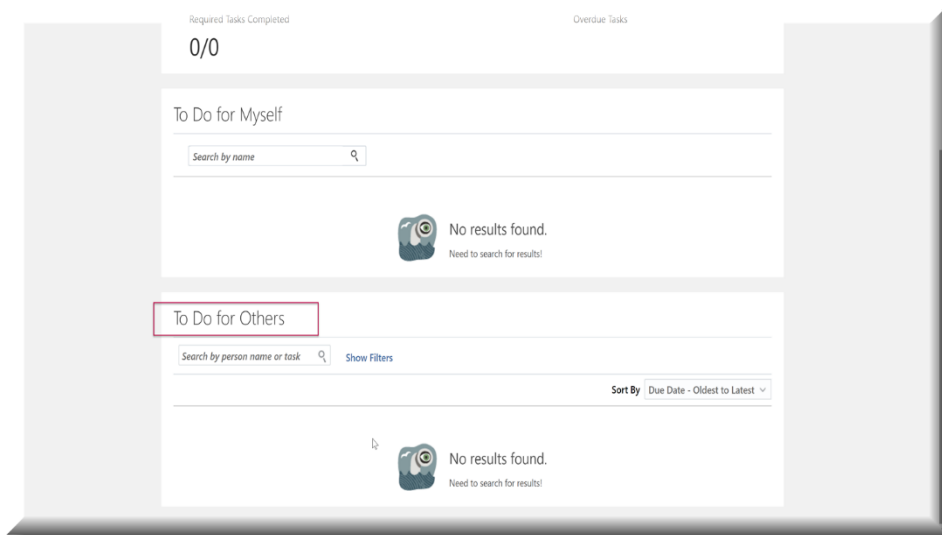 Required Tasks Completed
Overdue Tasks
0/0
To Do for Myself
Search by name
No results found.
Need to search for results!
To Do for Others
Search by person name or task
Show Filters
Sort By Due Date - Oldest to Latest
No results found.
Need to search for results!